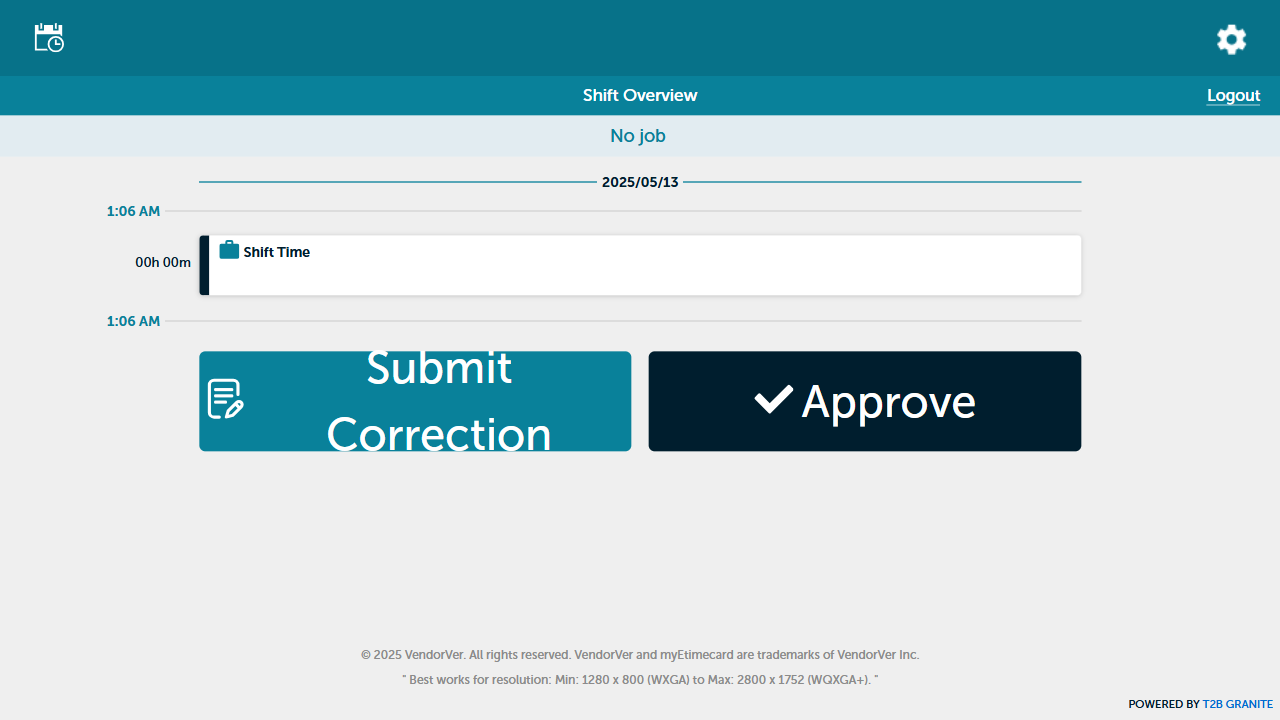 Shift Overview
Logout
No job
2025/05/13
1:06 AM
Shift Time
00h 00m
1:06 AM
Submit
Correction
Approve
© 2025 VendorVer. All rights reserved. VendorVer and myEtimecard are trademarks of VendorVer Inc.
" Best works for resolution: Min: 1280 x 800 (WXGA) to Max: 2800 x 1752 (WQXGA+). "
POWERED BY T2B GRANITE